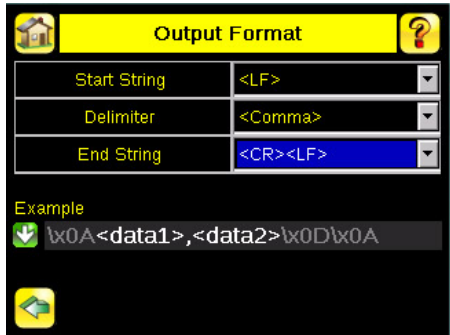 Output Format
Start String <LF>
Delimiter <Comma>
End String <CR><LF>
Example
\x0A<data1>,<data2>\x0D\x0A